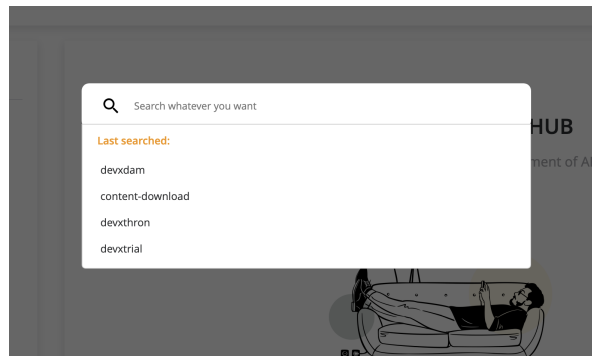 Search whatever you want
HUB
Last searched:
ment of
devxdam
content-download
devxthron
devxtrial